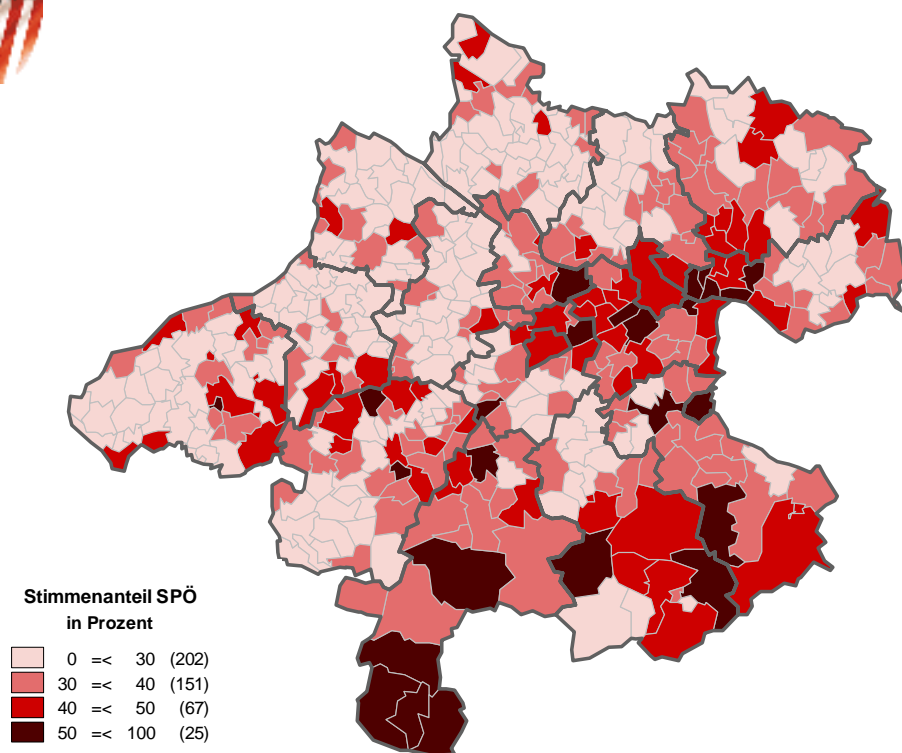 Stimmenanteil SPÖ
in Prozent
0 =< 30 (202)
30 =< 40 (151)
40 =< 50 (67)
50 =< 100 (25)